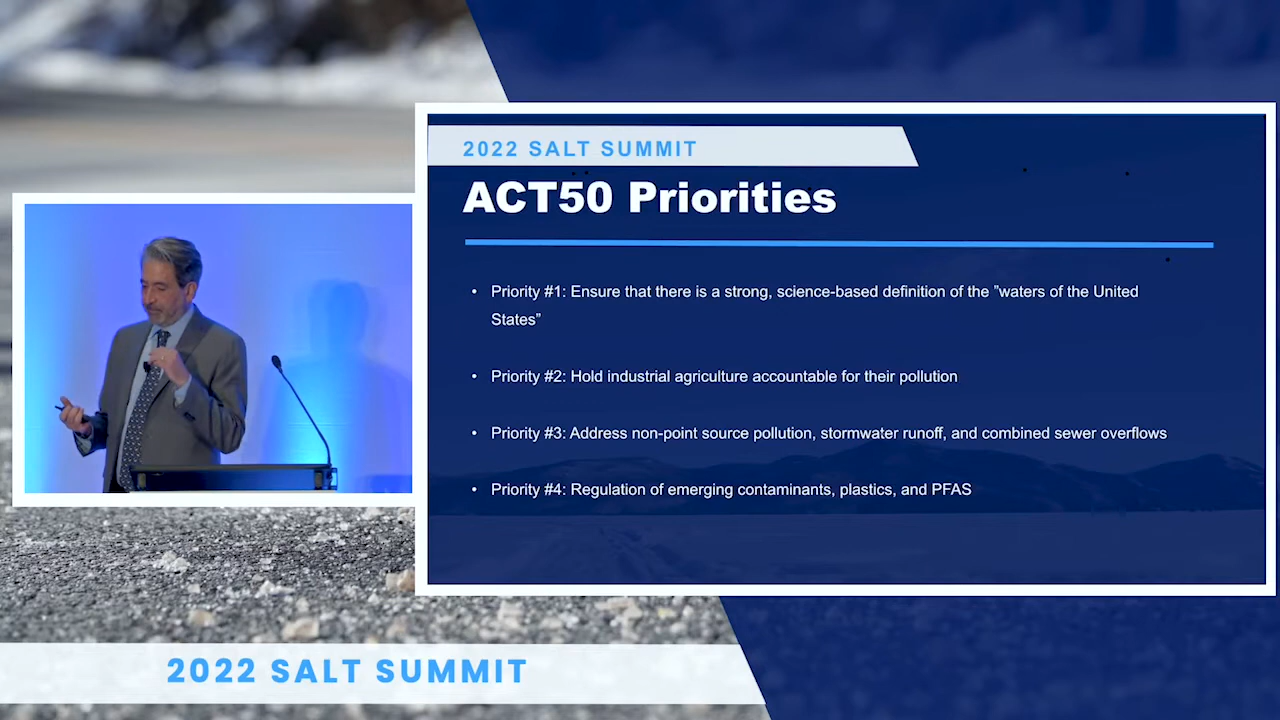 2022 SALT SUMMIT
ACT50 Priorities
• Priority #1: Ensure that there is a strong, science-based definition of the ”waters of the United
States”
• Priority #2: Hold industrial agriculture accountable for their pollution
• Priority #3: Address non-point source pollution, stormwater runoff, and combined sewer overflows
• Priority #4: Regulation of emerging contaminants, plastics, and PFAS
2022 SALT SUMMIT